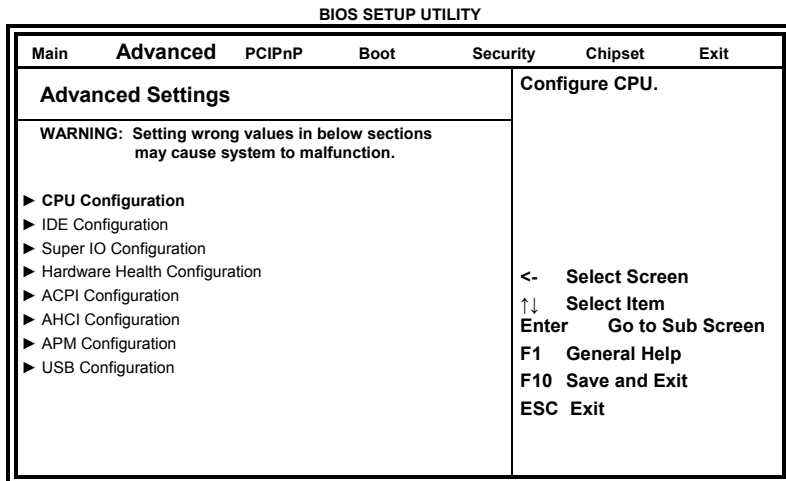 BIOS SETUP UTILITY
Main Advanced PCIPnP Boot Security Chipset Exit
Advanced Settings
WARNING: Setting wrong values in below sections
may cause system to malfunction.
► CPU Configuration
► IDE Configuration
► Super IO Configuration
► Hardware Health Configuration
► ACPI Configuration
► AHCI Configuration
► APM Configuration
► USB Configuration
Configure CPU.
<- Select Screen
↑↓ Select Item
Enter Go to Sub Screen
F1 General Help
F10 Save and Exit
ESC Exit